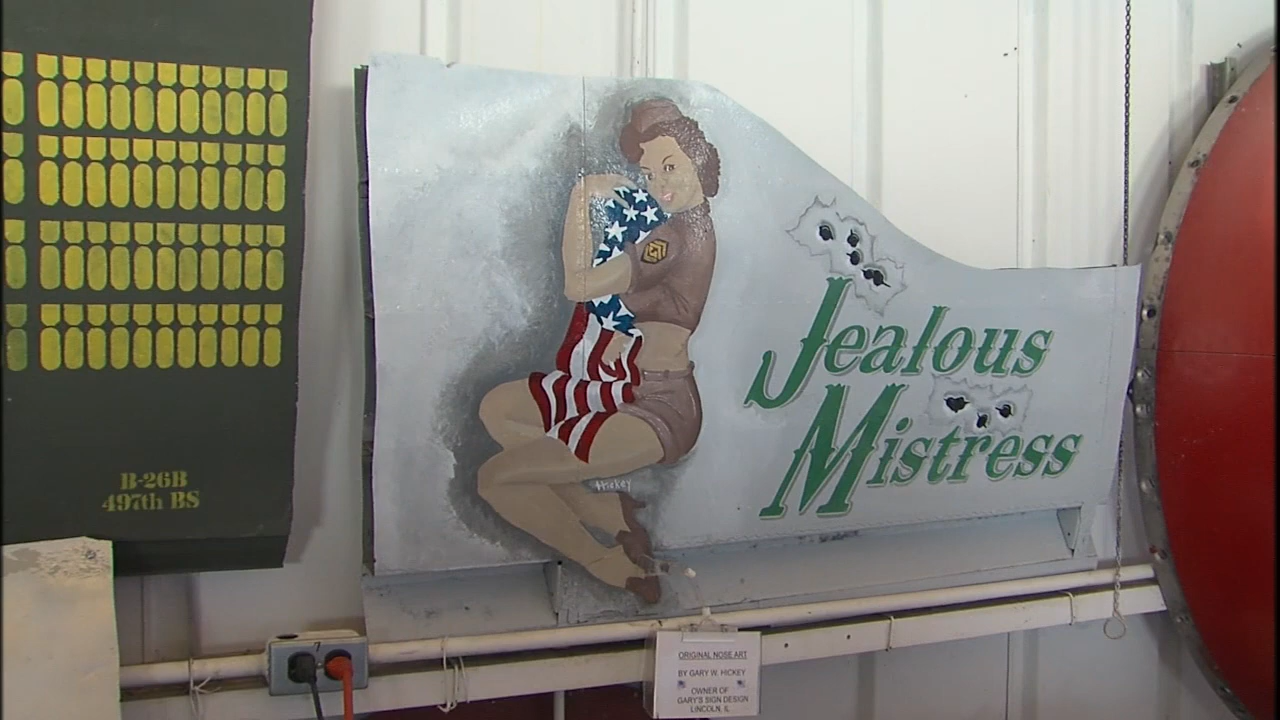 B-26B
497th BS
Jealous
Mistress
Hickey
ORIGINAL NOSE ART
BY GARY W. HICKEY
OWNER OF
GARY'S SIGN DESIGN
LINCOLN, IL